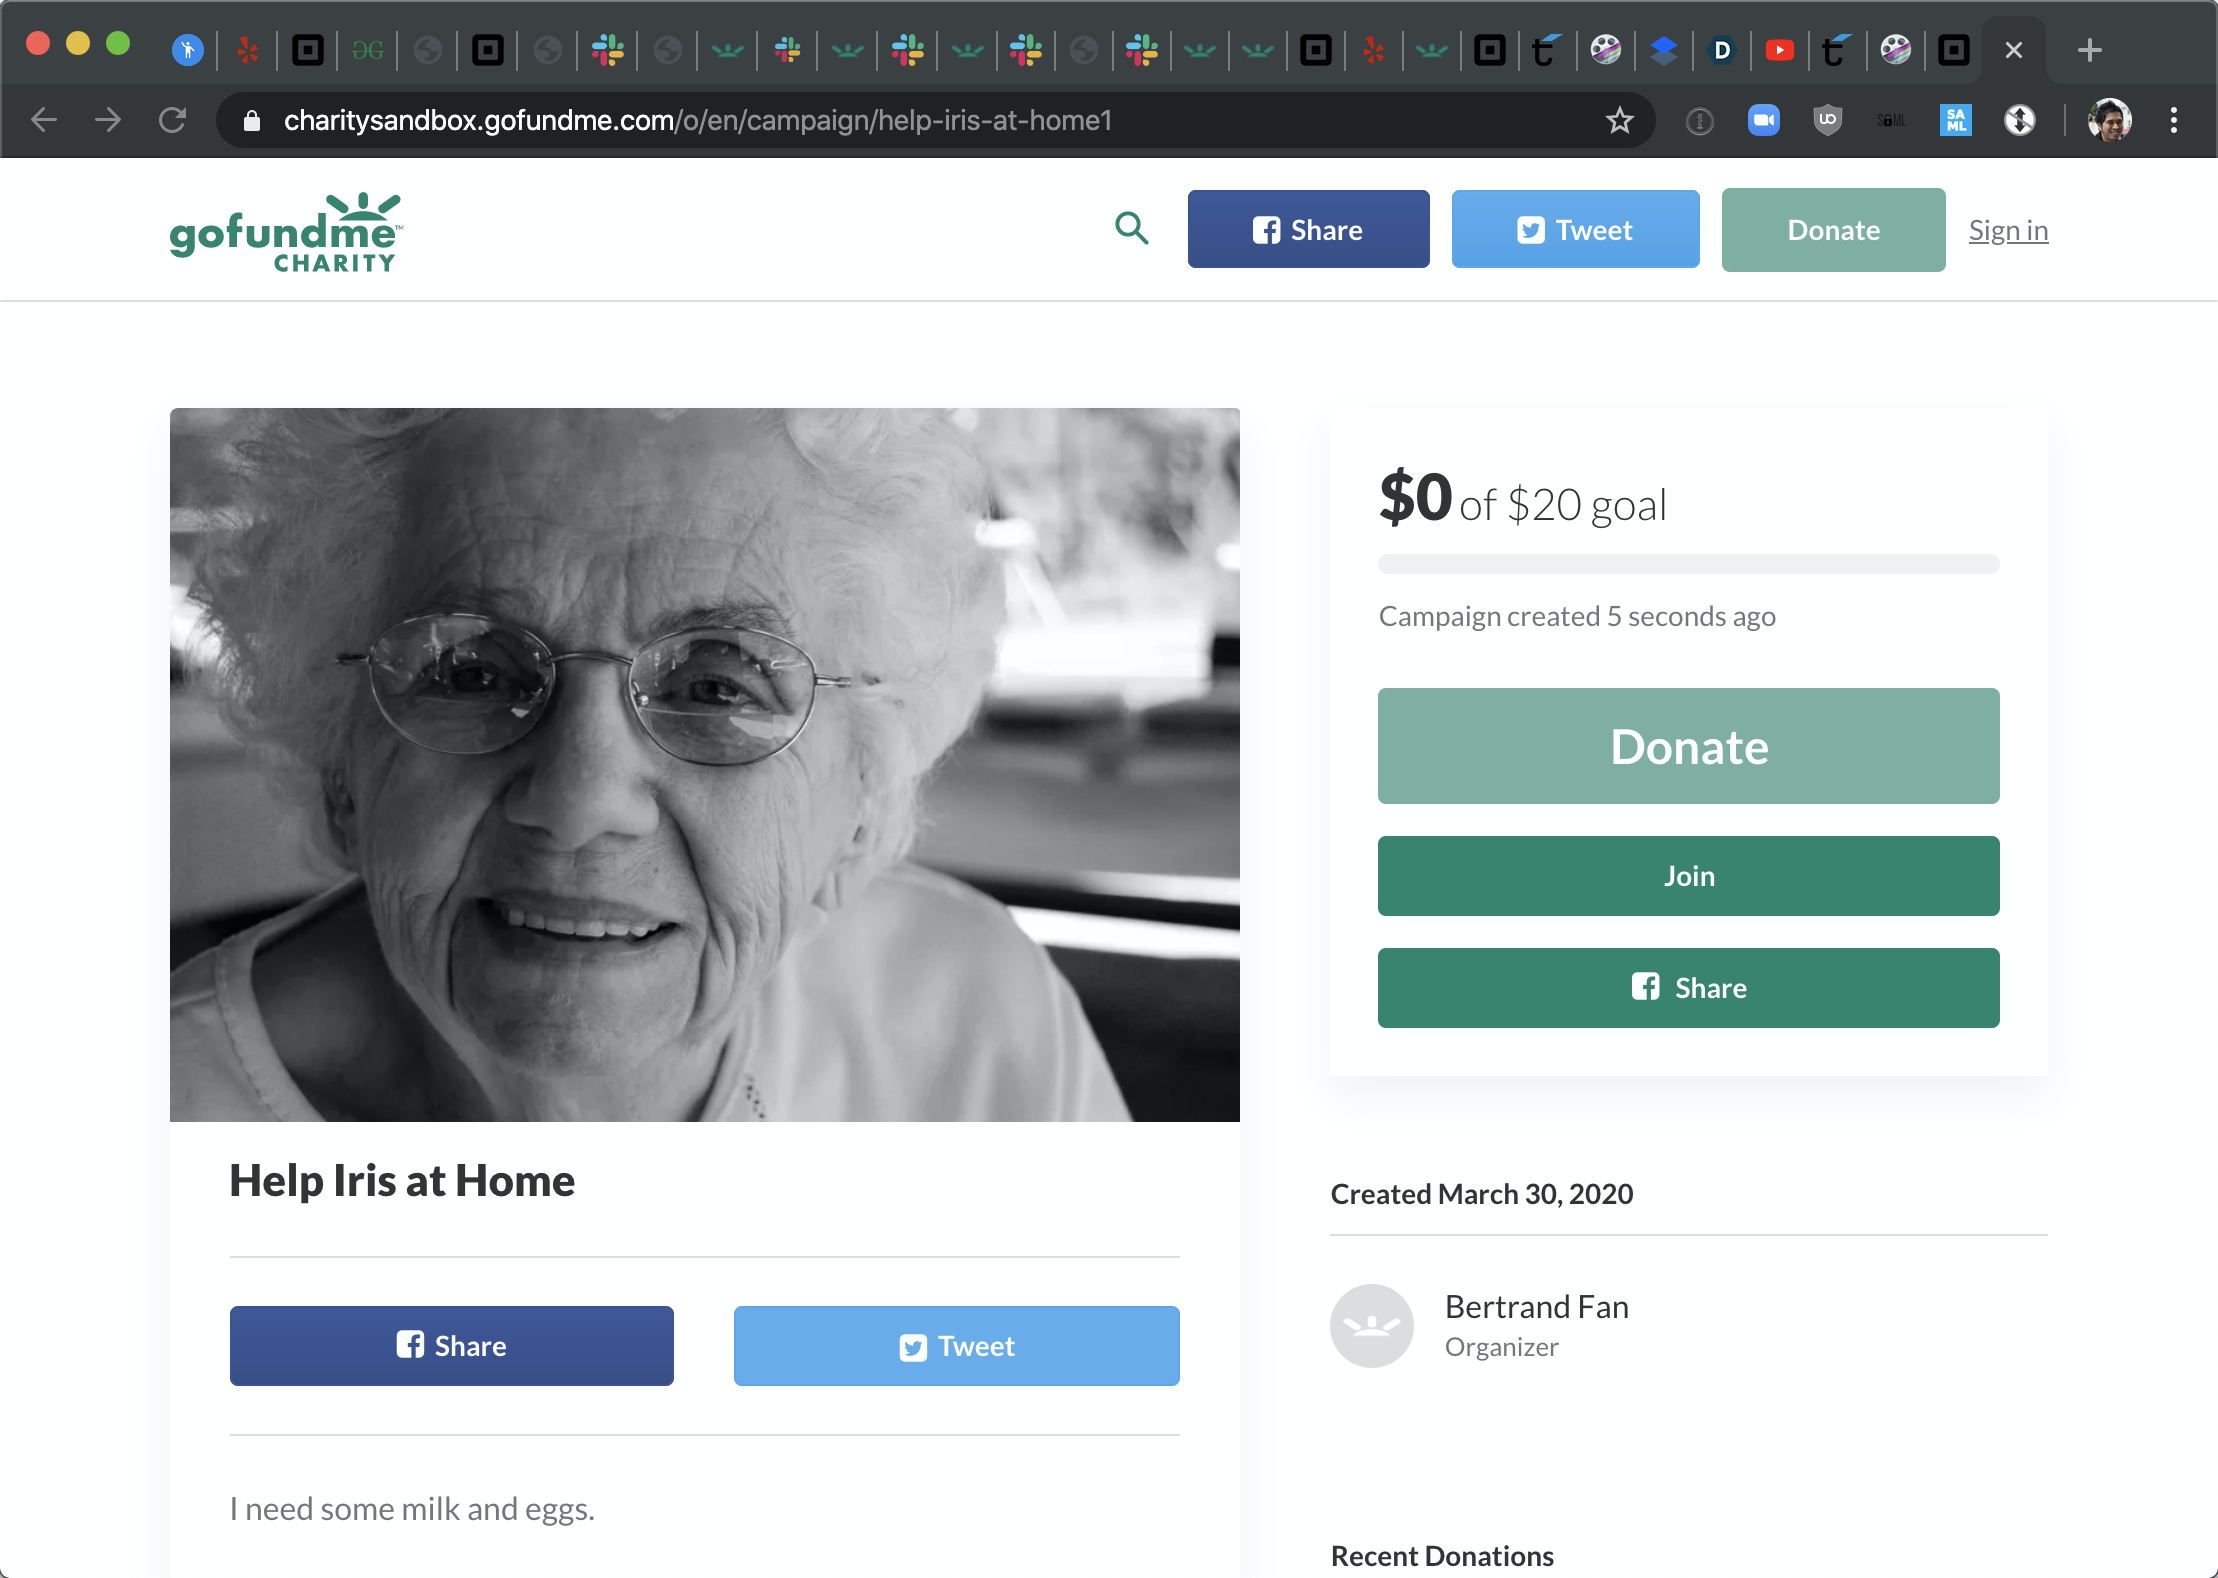 charitysandbox.gofundme.com/o/en/campaign/help-iris-at-home1
SAML
gofundme™
CHARITY
Share
Tweet
Donate
Sign in
$0 of $20 goal
Campaign created 5 seconds ago
Donate
Join
Share
Help Iris at Home
Share
Tweet
I need some milk and eggs.
Created March 30, 2020
Bertrand Fan
Organizer
Recent Donations